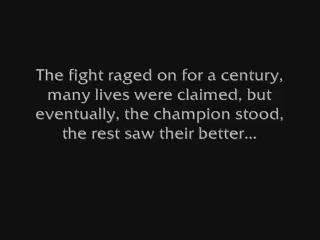 The fight raged on for a century,
many lives were claimed, but
eventually, the champion stood,
the rest saw their better...